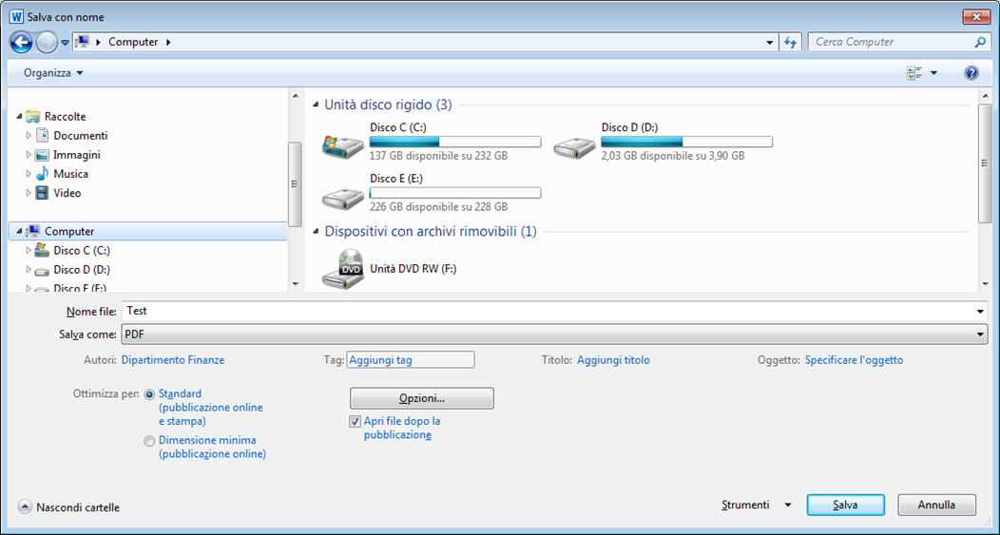 Salva con nome
Computer
Cerca Computer
Organizza
Raccolte
Documenti
Immagini
Musica
Video
Computer
Disco C (C:)
Disco D (D:)
Disco E (E:)
Unità disco rigido (3)
Disco C (C:)
137 GB disponibile su 232 GB
Disco D (D:)
2,03 GB disponibile su 3,90 GB
Disco E (E:)
226 GB disponibile su 228 GB
Dispositivi con archivi rimovibili (1)
DVD
Unità DVD RW (F:)
Nome file: Test
Salva come: PDF
Autori: Dipartimento Finanze Tag: Aggiungi tag Titolo: Aggiungi titolo Oggetto: Specificare l'oggetto
Ottimizza per: Standard
(pubblicazione online
e stampa)
Dimensione minima
(pubblicazione online)
Opzioni...
Apri file dopo la
pubblicazione
Nascondi cartelle
Strumenti Salva Annulla